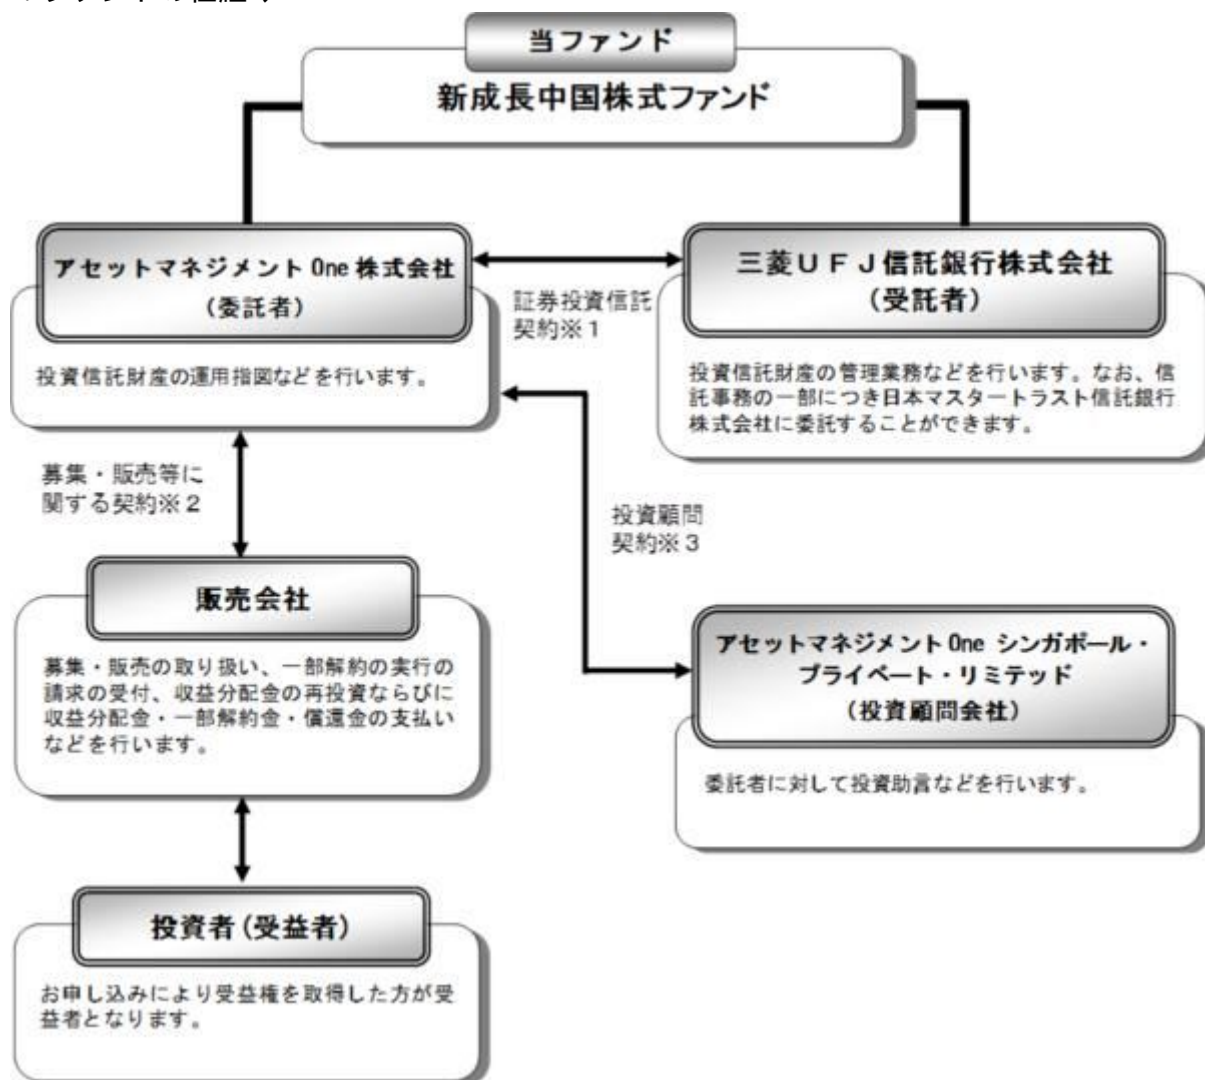 当ファンド
新成長中国株式ファンド
アセットマネジメント One 株式会社
(委託者)
投資信託財産の運用指図などを行います。
証券投資信託
契約※1
三菱UFJ信託銀行株式会社
(受託者)
投資信託財産の管理業務などを行います。なお、信
託事務の一部につき日本マスタートラスト信託銀行
株式会社に委託することができます。
募集・販売等に
関する契約※2
投資顧問
契約※3
販売会社
募集・販売の取り扱い、一部解約の実行の
請求の受付、収益分配金の再投資ならびに
収益分配金・一部解約金・償還金の支払い
などを行います。
アセットマネジメント One シンガポール・
プライベート・リミテッド
(投資顧問会社)
委託者に対して投資助言などを行います。
投資者(受益者)
お申し込みにより受益権を取得した方が受
益者となります。